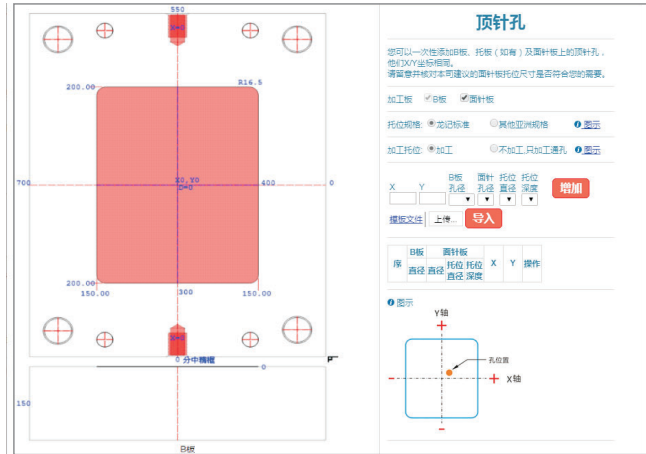 550
Z=0
200.00
R16.5
700
X0,Y0
Z=0
400
0
200.00
150.00
300
150.00
Z=0
0 分中精框
0
150
B板
顶针孔
您可以一次性添加B板，托板（如有）及面针板上的顶针孔，
他们X/Y坐标相同。
请留意并核对本司建议的面针板托位尺寸是否符合您的需要。
加工板 B板 面针板
托位规格: 龙记标准 其他亚洲规格 图示
加工托位: 加工 不加工,只加工通孔 图示
X Y B板孔径 面针孔径 托位直径 托位深度 增加
模板文件 上传... 导入
序 B板 面针板 X Y 操作
直径 直径 托位直径 托位深度
图示
Y轴
孔位置
X轴